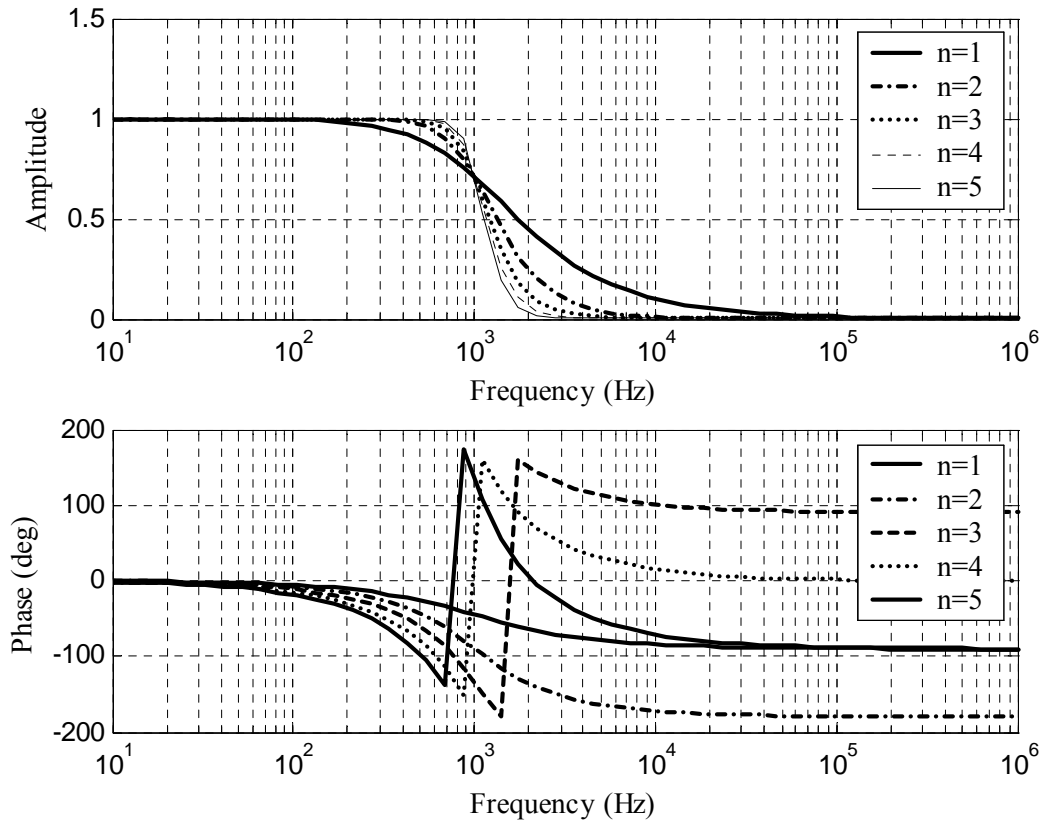 1.5
1
0.5
0
Amplitude
10^1 10^2 10^3 10^4 10^5 10^6
Frequency (Hz)
n=1
n=2
n=3
n=4
n=5
200
100
0
-100
-200
Phase (deg)
10^1 10^2 10^3 10^4 10^5 10^6
Frequency (Hz)
n=1
n=2
n=3
n=4
n=5